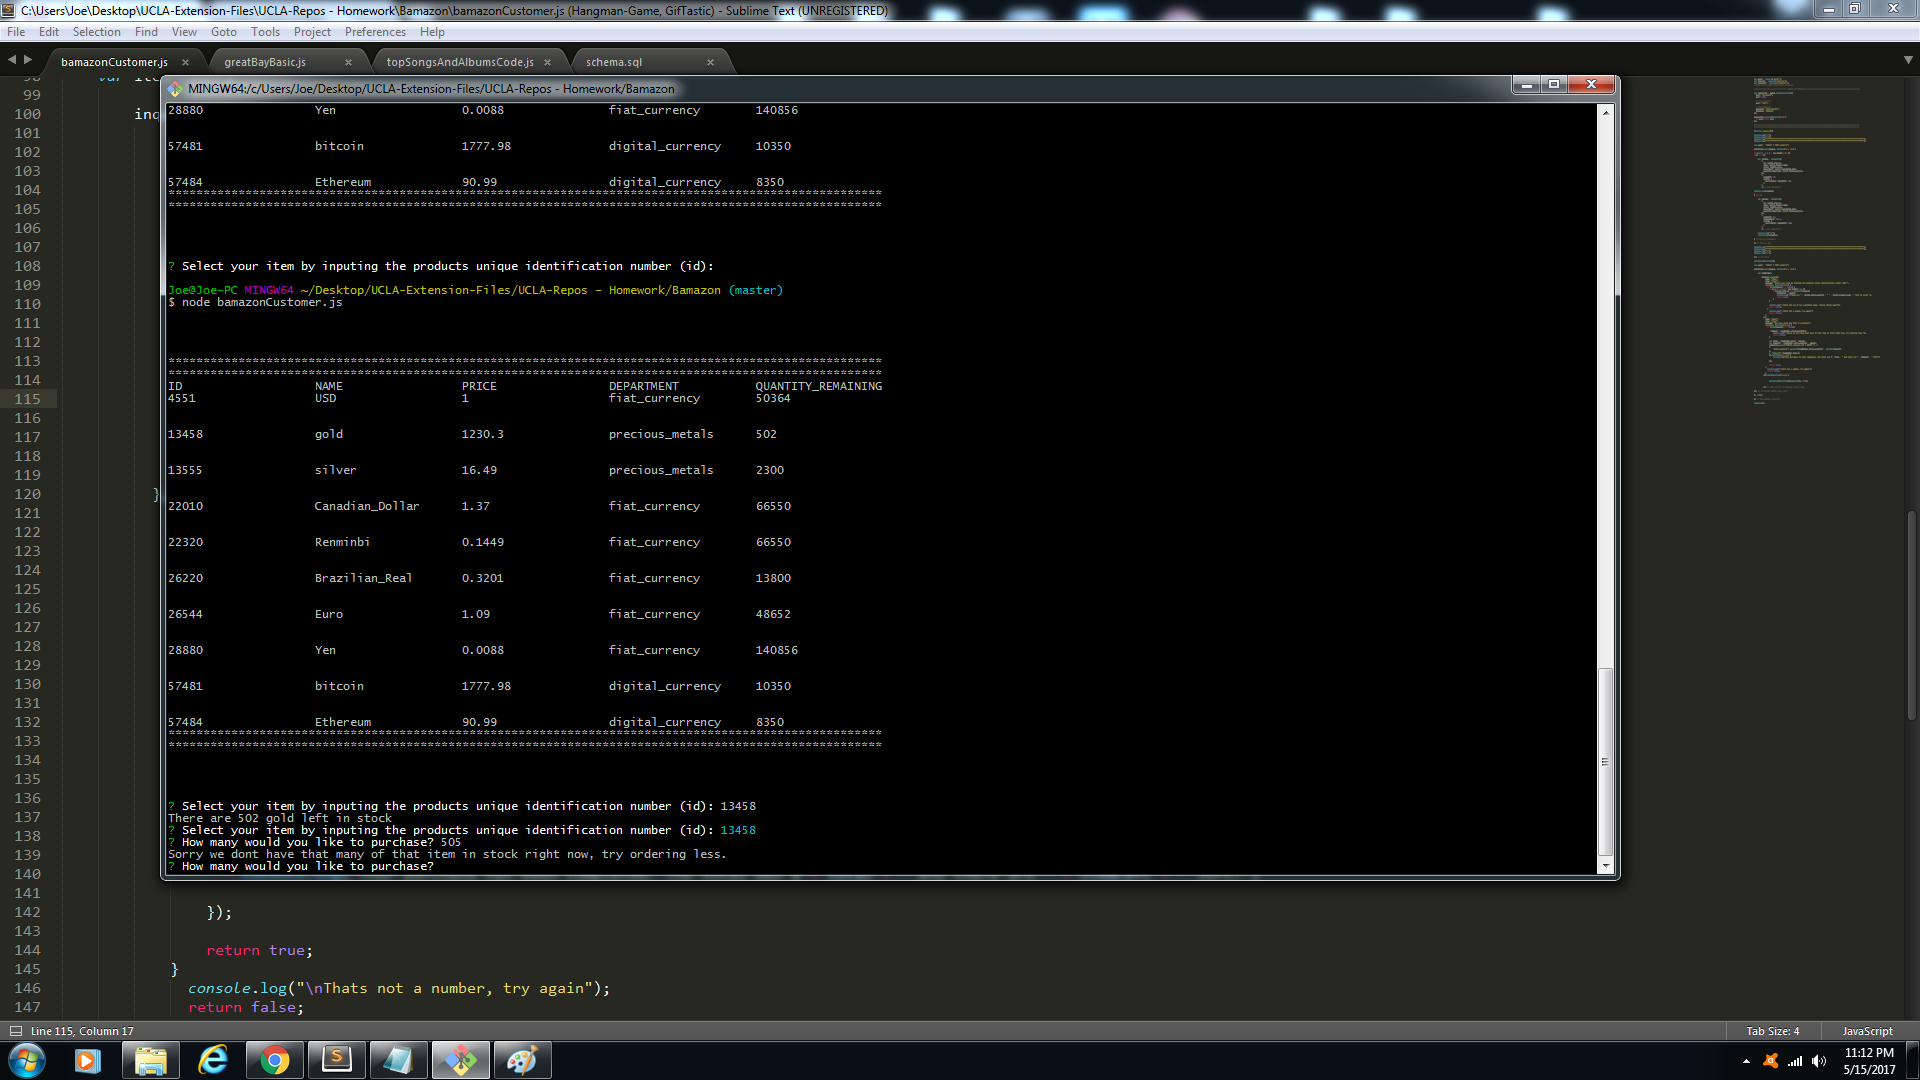 C:\Users\Joe\Desktop\UCLA-Extension-Files\UCLA-Repos - Homework\Bamazon\bamazonCustomer.js (Hangman-Game, GifTastic) - Sublime Text (UNREGISTERED)
File Edit Selection Find View Goto Tools Project Preferences Help
bamazonCustomer.js × greatBayBasic.js × topSongsAndAlbumsCode.js × schema.sql ×
MINGW64:/c/Users/Joe/Desktop/UCLA-Extension-Files/UCLA-Repos - Homework/Bamazon
28880 Yen 0.0088 fiat_currency 140856
57481 bitcoin 1777.98 digital_currency 10350
57484 Ethereum 90.99 digital_currency 8350
******************************************************************************************************
******************************************************************************************************
? Select your item by inputing the products unique identification number (id):
Joe@Joe-PC MINGW64 ~/Desktop/UCLA-Extension-Files/UCLA-Repos - Homework/Bamazon (master)
$ node bamazonCustomer.js
******************************************************************************************************
******************************************************************************************************
ID NAME PRICE DEPARTMENT QUANTITY_REMAINING
4551 USD 1 fiat_currency 50364
13458 gold 1230.3 precious_metals 502
13555 silver 16.49 precious_metals 2300
22010 Canadian_Dollar 1.37 fiat_currency 66550
22320 Renminbi 0.1449 fiat_currency 66550
26220 Brazilian_Real 0.3201 fiat_currency 13800
26544 Euro 1.09 fiat_currency 48652
28880 Yen 0.0088 fiat_currency 140856
57481 bitcoin 1777.98 digital_currency 10350
57484 Ethereum 90.99 digital_currency 8350
******************************************************************************************************
******************************************************************************************************
? Select your item by inputing the products unique identification number (id): 13458
There are 502 gold left in stock
? Select your item by inputing the products unique identification number (id): 13458
? How many would you like to purchase? 505
Sorry we dont have that many of that item in stock right now, try ordering less.
? How many would you like to purchase?
99
100 inq
101
102
103
104
105
106
107
108
109
110
111
112
113
114
115
116
117
118
119
120 }
121
122
123
124
125
126
127
128
129
130
131
132
133
134
135
136
137
138
139
140
141
142 });
143
144 return true;
145 }
146 console.log("\nThats not a number, try again");
147 return false;
Line 115, Column 17 Tab Size: 4 JavaScript
11:12 PM
5/15/2017